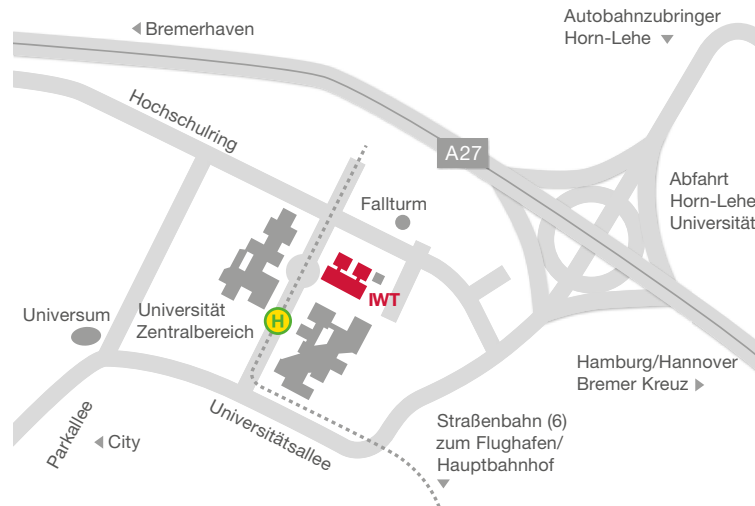 Autobahnzubringer
Horn-Lehe
Bremerhaven
Hochschulring
A27
Abfahrt
Horn-Lehe
Universität
Fallturm
IWT
Universität
Zentralbereich
H
Universum
Hamburg/Hannover
Bremer Kreuz
Parkallee
City
Universitätsallee
Straßenbahn (6)
zum Flughafen/
Hauptbahnhof